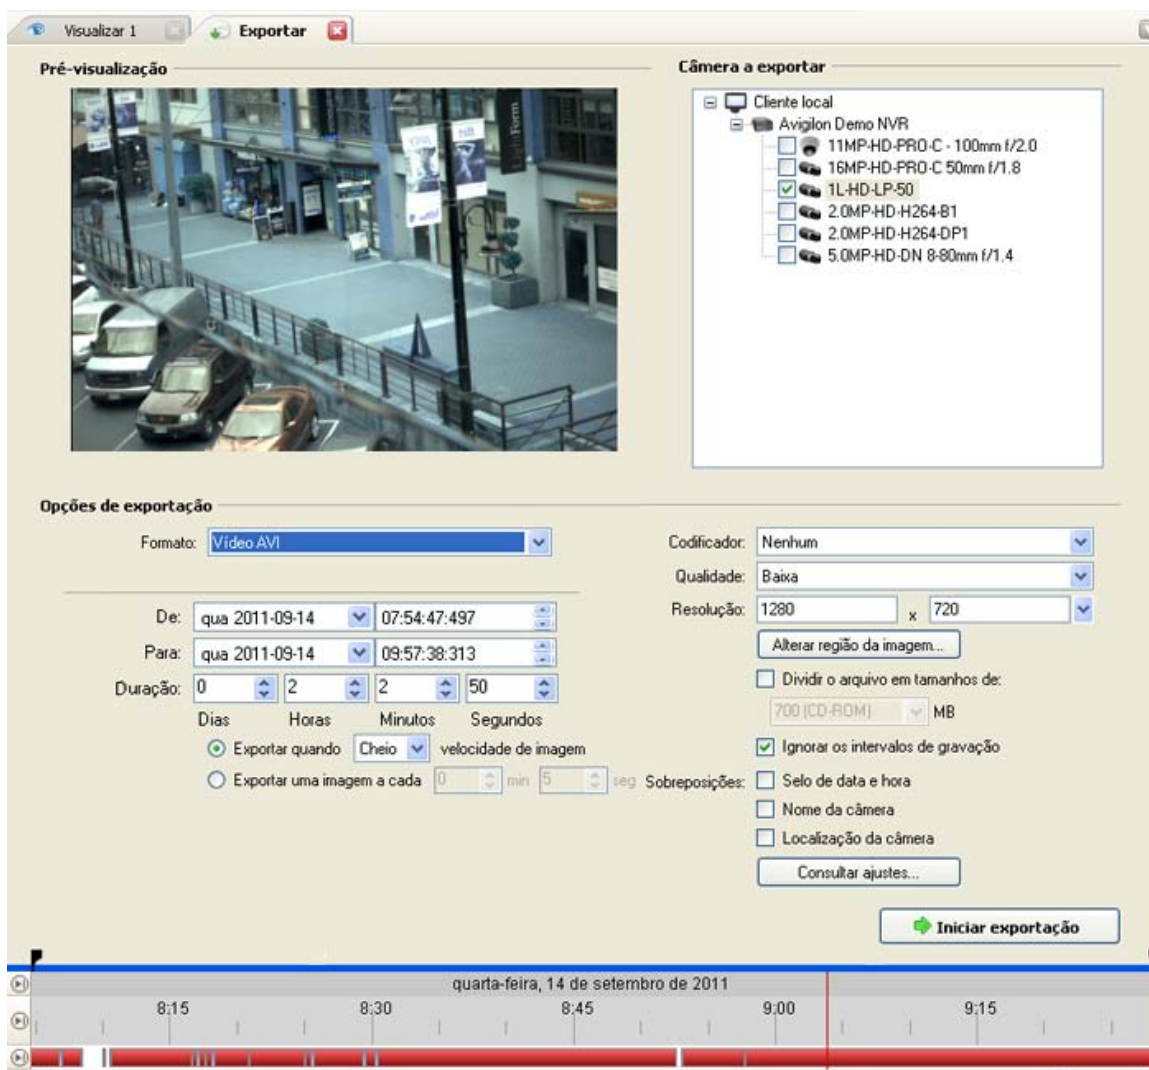 Visualizar 1
Exportar
Pré-visualização
Câmera a exportar
Cliente local
Avigilon Demo NVR
11MP-HD-PRO-C - 100mm f/2.0
16MP-HD-PRO-C 50mm f/1.8
1L-HD-LP-50
2.0MP-HD-H264-B1
2.0MP-HD-H264-DP1
5.0MP-HD-DN 8-80mm f/1.4
Opções de exportação
Formato: Vídeo AVI
Codificador: Nenhum
Qualidade: Baixa
De: qua 2011-09-14 07:54:47:497
Resolução: 1280 x 720
Para: qua 2011-09-14 09:57:38:313
Alterar região da imagem...
Duração: 0 2 2 50
Dias Horas Minutos Segundos
Dividir o arquivo em tamanhos de:
700 (CD-ROM) MB
Exportar quando Cheio velocidade de imagem
Ignorar os intervalos de gravação
Exportar uma imagem a cada 0 min 5 seg
Sobreposições: Selo de data e hora
Nome da câmera
Localização da câmera
Consultar ajustes...
Iniciar exportação
quarta-feira, 14 de setembro de 2011
8:15 8:30 8:45 9:00 9:15